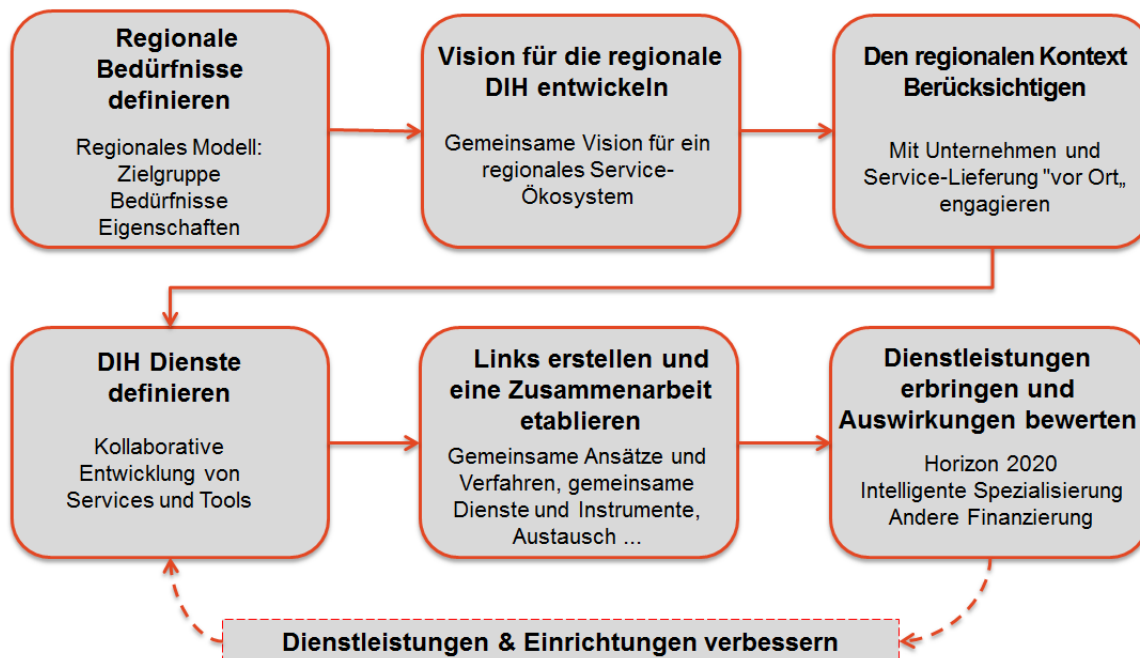 Regionale
Bedürfnisse
definieren
Regionales Modell:
Zielgruppe
Bedürfnisse
Eigenschaften
Vision für die regionale
DIH entwickeln
Gemeinsame Vision für ein
regionales Service-
Ökosystem
Den regionalen Kontext
Berücksichtigen
Mit Unternehmen und
Service-Lieferung "vor Ort„
engagieren
DIH Dienste
definieren
Kollaborative
Entwicklung von
Services und Tools
Links erstellen und
eine Zusammenarbeit
etablieren
Gemeinsame Ansätze und
Verfahren, gemeinsame
Dienste und Instrumente,
Austausch ...
Dienstleistungen
erbringen und
Auswirkungen bewerten
Horizon 2020
Intelligente Spezialisierung
Andere Finanzierung
Dienstleistungen & Einrichtungen verbessern